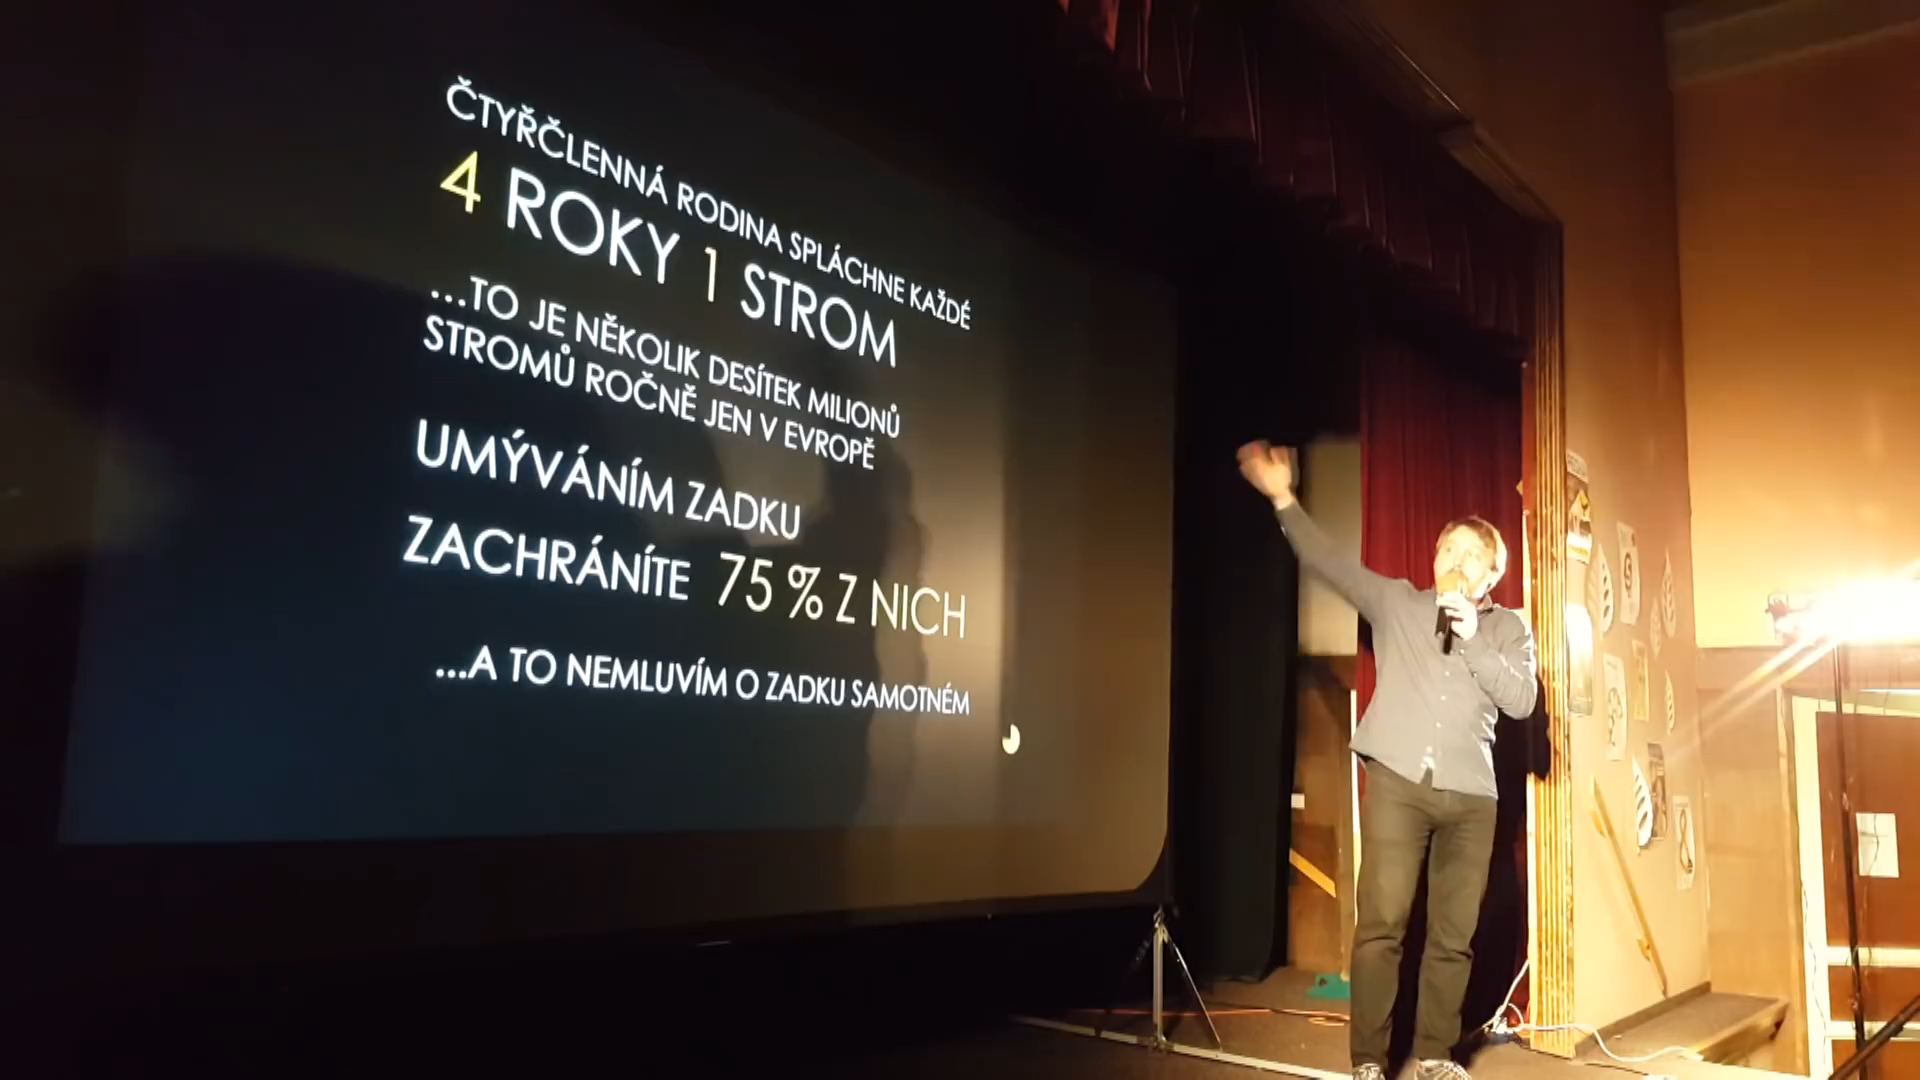 ČTYŘČLENNÁ RODINA SPLÁCHNE KAŽDÉ
4 ROKY 1 STROM
...TO JE NĚKOLIK DESÍTEK MILIONŮ
STROMŮ ROČNĚ JEN V EVROPĚ
UMÝVÁNÍM ZADKU
ZACHRÁNÍTE 75 % Z NICH
...A TO NEMLUVÍM O ZADKU SAMOTNÉM